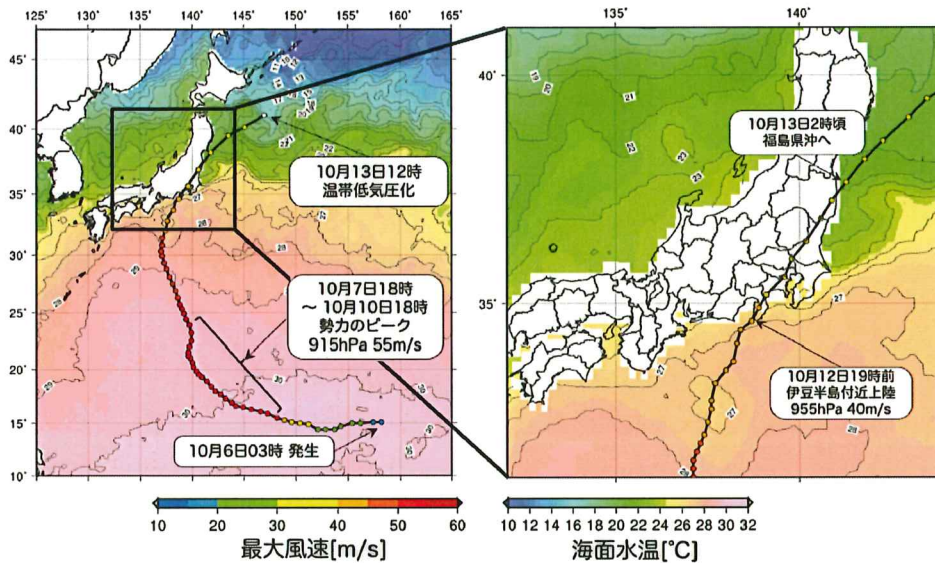 125° 130° 135° 140° 145° 150° 155° 160° 165°
45°
40°
35°
30°
25°
20°
15°
10°
10月13日12時
温帯低気圧化
10月7日18時
～ 10月10日18時
勢力のピーク
915hPa 55m/s
10月6日03時 発生
10 20 30 40 50 60
最大風速[m/s]
135° 140°
40°
35°
10月13日2時頃
福島県沖へ
10月12日19時前
伊豆半島付近上陸
955hPa 40m/s
10 12 14 16 18 20 22 24 26 28 30 32
海面水温[°C]